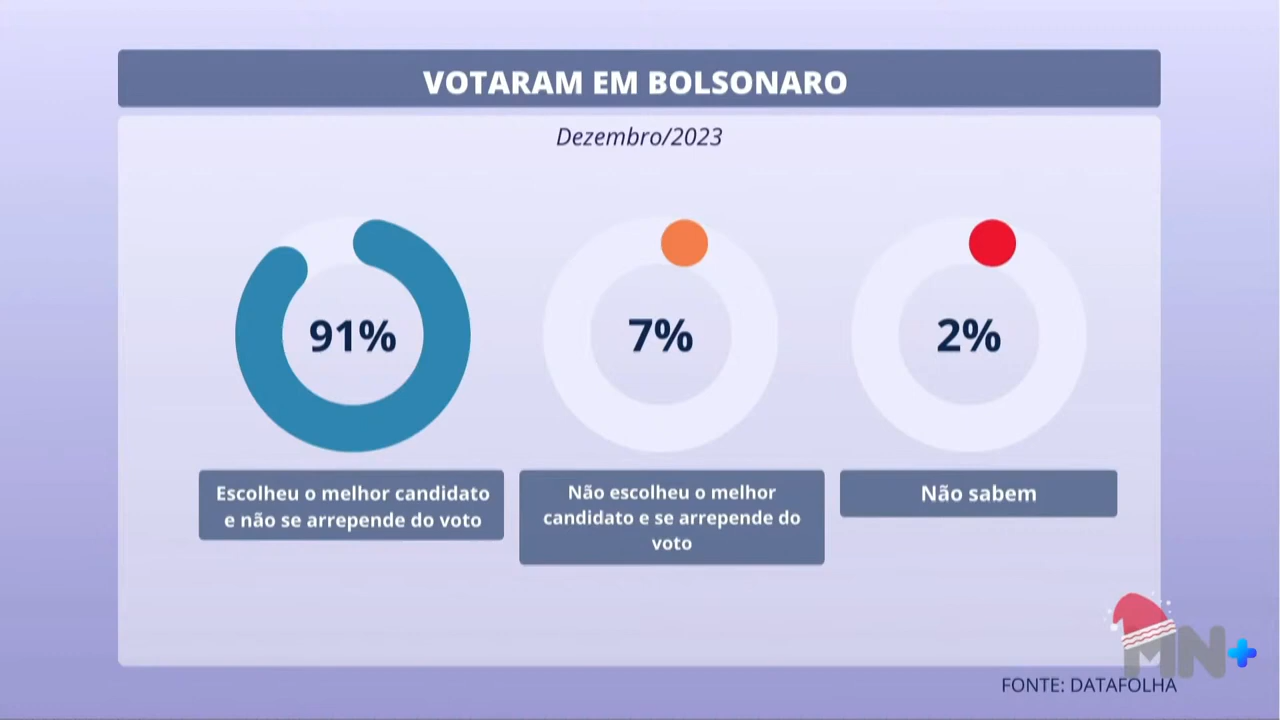 VOTARAM EM BOLSONARO
Dezembro/2023
91%
7%
2%
Escolheu o melhor candidato
e não se arrepende do voto
Não escolheu o melhor
candidato e se arrepende do
voto
Não sabem
MN+
FONTE: DATAFOLHA